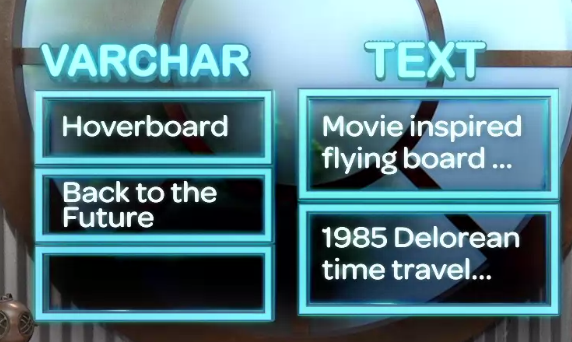 VARCHAR
Hoverboard
Back to the
Future
TEXT
Movie inspired
flying board ...
1985 Delorean
time travel...